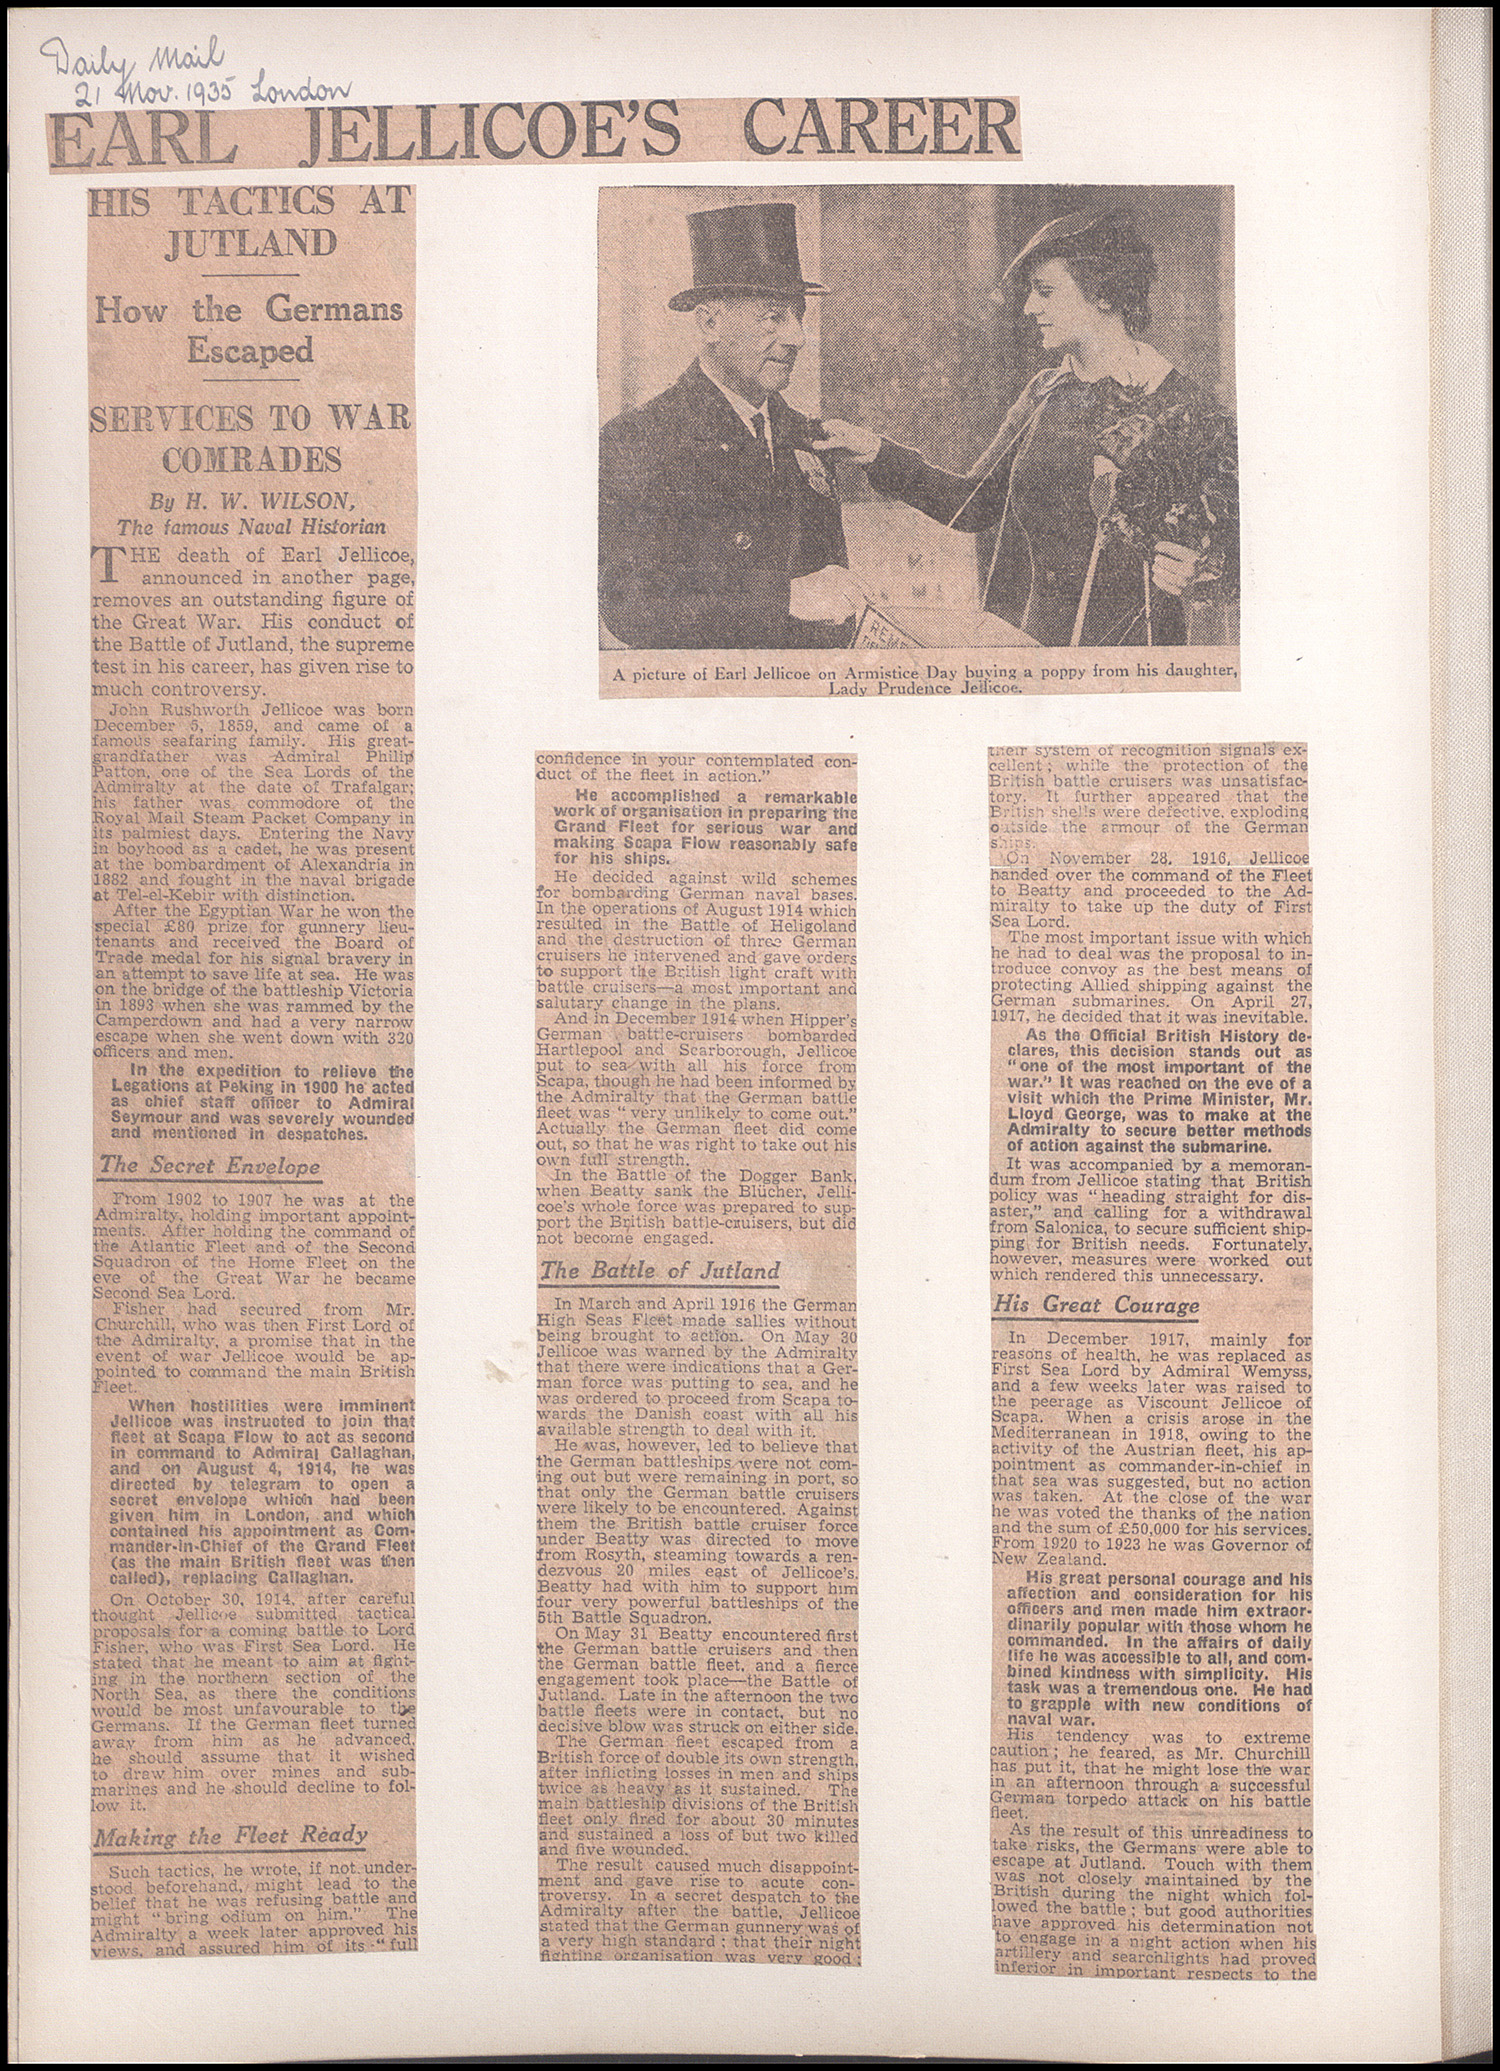 Daily Mail
21 Nov. 1935 London
EARL JELLICOE'S CAREER
HIS TACTICS AT
JUTLAND
How the Germans
Escaped
SERVICES TO WAR
COMRADES
By H. W. WILSON,
The famous Naval Historian
THE death of Earl Jellicoe,
announced in another page,
removes an outstanding figure of
the Great War. His conduct of
the Battle of Jutland, the supreme
test in his career, has given rise to
much controversy.
John Rushworth Jellicoe was born
December 5, 1859, and came of a
famous seafaring family. His great-
grandfather was Admiral Philip
Patton, one of the Sea Lords of the
Admiralty at the date of Trafalgar;
his father was commodore of the
Royal Mail Steam Packet Company in
its palmiest days. Entering the Navy
in boyhood as a cadet, he was present
at the bombardment of Alexandria in
1882 and fought in the naval brigade
at Tel-el-Kebir with distinction.
After the Egyptian War he won the
special £80 prize for gunnery lieu-
tenants and received the Board of
Trade medal for his signal bravery in
an attempt to save life at sea. He was
on the bridge of the battleship Victoria
in 1893 when she was rammed by the
Camperdown and had a very narrow
escape when she went down with 320
officers and men.
In the expedition to relieve the
Legations at Peking in 1900 he acted
as chief staff officer to Admiral
Seymour and was severely wounded
and mentioned in despatches.
The Secret Envelope
From 1902 to 1907 he was at the
Admiralty, holding important appoint-
ments. After holding the command of
the Atlantic Fleet and of the Second
Squadron of the Home Fleet on the
eve of the Great War he became
Second Sea Lord.
Fisher had secured from Mr.
Churchill, who was then First Lord of
the Admiralty, a promise that in the
event of war Jellicoe would be ap-
pointed to command the main British
Fleet.
When hostilities were imminent
Jellicoe was instructed to join that
fleet at Scapa Flow to act as second
in command to Admiral Callaghan,
and on August 4, 1914, he was
directed by telegram to open a
secret envelope which had been
given him in London, and which
contained his appointment as Com-
mander-in-Chief of the Grand Fleet
(as the main British fleet was then
called), replacing Callaghan.
On October 30, 1914, after careful
thought Jellicoe submitted tactical
proposals for a coming battle to Lord
Fisher, who was First Sea Lord. He
stated that he meant to aim at fight-
ing in the northern section of the
North Sea, as there the conditions
would be most unfavourable to the
Germans. If the German fleet turned
away from him as he advanced,
he should assume that it wished
to draw him over mines and sub-
marines and he should decline to fol-
low it.
Making the Fleet Ready
Such tactics, he wrote, if not under-
stood beforehand, might lead to the
belief that he was refusing battle and
might "bring odium on him." The
Admiralty a week later approved his
views, and assured him of its "full
A picture of Earl Jellicoe on Armistice Day buying a poppy from his daughter,
Lady Prudence Jellicoe.
confidence in your contemplated con-
duct of the fleet in action."
He accomplished a remarkable
work of organisation in preparing the
Grand Fleet for serious war and
making Scapa Flow reasonably safe
for his ships.
He decided against wild schemes
for bombarding German naval bases.
In the operations of August 1914 which
resulted in the Battle of Heligoland
and the destruction of three German
cruisers he intervened and gave orders
to support the British light craft with
battle cruisers—a most important and
salutary change in the plans.
And in December 1914 when Hipper's
German battle-cruisers bombarded
Hartlepool and Scarborough, Jellicoe
put to sea with all his force from
Scapa, though he had been informed by
the Admiralty that the German battle
fleet was "very unlikely to come out."
Actually the German fleet did come
out, so that he was right to take out his
own full strength.
In the Battle of the Dogger Bank,
when Beatty sank the Blücher, Jelli-
coe's whole force was prepared to sup-
port the British battle-cruisers, but did
not become engaged.
The Battle of Jutland
In March and April 1916 the German
High Seas Fleet made sallies without
being brought to action. On May 30
Jellicoe was warned by the Admiralty
that there were indications that a Ger-
man force was putting to sea, and he
was ordered to proceed from Scapa to-
wards the Danish coast with all his
available strength to deal with it.
He was, however, led to believe that
the German battleships were not com-
ing out but were remaining in port, so
that only the German battle cruisers
were likely to be encountered. Against
them the British battle cruiser force
under Beatty was directed to move
from Rosyth, steaming towards a ren-
dezvous 20 miles east of Jellicoe's.
Beatty had with him to support him
four very powerful battleships of the
5th Battle Squadron.
On May 31 Beatty encountered first
the German battle cruisers and then
the German battle fleet, and a fierce
engagement took place—the Battle of
Jutland. Late in the afternoon the two
battle fleets were in contact, but no
decisive blow was struck on either side.
The German fleet escaped from a
British force of double its own strength,
after inflicting losses in men and ships
twice as heavy as it sustained. The
main battleship divisions of the British
fleet only fired for about 30 minutes
and sustained a loss of but two killed
and five wounded.
The result caused much disappoint-
ment and gave rise to acute con-
troversy. In a secret despatch to the
Admiralty after the battle, Jellicoe
stated that the German gunnery was of
a very high standard; that their night
fighting organisation was very good;
their system of recognition signals ex-
cellent; while the protection of the
British battle cruisers was unsatisfac-
tory. It further appeared that the
British shells were defective, exploding
outside the armour of the German
ships.
On November 28, 1916, Jellicoe
handed over the command of the Fleet
to Beatty and proceeded to the Ad-
miralty to take up the duty of First
Sea Lord.
The most important issue with which
he had to deal was the proposal to in-
troduce convoy as the best means of
protecting Allied shipping against the
German submarines. On April 27,
1917, he decided that it was inevitable.
As the Official British History de-
clares, this decision stands out as
"one of the most important of the
war." It was reached on the eve of a
visit which the Prime Minister, Mr.
Lloyd George, was to make at the
Admiralty to secure better methods
of action against the submarine.
It was accompanied by a memoran-
dum from Jellicoe stating that British
policy was "heading straight for dis-
aster," and calling for a withdrawal
from Salonica, to secure sufficient ship-
ping for British needs. Fortunately,
however, measures were worked out
which rendered this unnecessary.
His Great Courage
In December 1917, mainly for
reasons of health, he was replaced as
First Sea Lord by Admiral Wemyss,
and a few weeks later was raised to
the peerage as Viscount Jellicoe of
Scapa. When a crisis arose in the
Mediterranean in 1918, owing to the
activity of the Austrian fleet, his ap-
pointment as commander-in-chief in
that sea was suggested, but no action
was taken. At the close of the war
he was voted the thanks of the nation
and the sum of £50,000 for his services.
From 1920 to 1923 he was Governor of
New Zealand.
His great personal courage and his
affection and consideration for his
officers and men made him extraor-
dinarily popular with those whom he
commanded. In the affairs of daily
life he was accessible to all, and com-
bined kindness with simplicity. His
task was a tremendous one. He had
to grapple with new conditions of
naval war.
His tendency was to extreme
caution; he feared, as Mr. Churchill
has put it, that he might lose the war
in an afternoon through a successful
German torpedo attack on his battle
fleet.
As the result of this unreadiness to
take risks, the Germans were able to
escape at Jutland. Touch with them
was not closely maintained by the
British during the night which fol-
lowed the battle; but good authorities
have approved his determination not
to engage in a night action when his
artillery and searchlights had proved
inferior in important respects to the